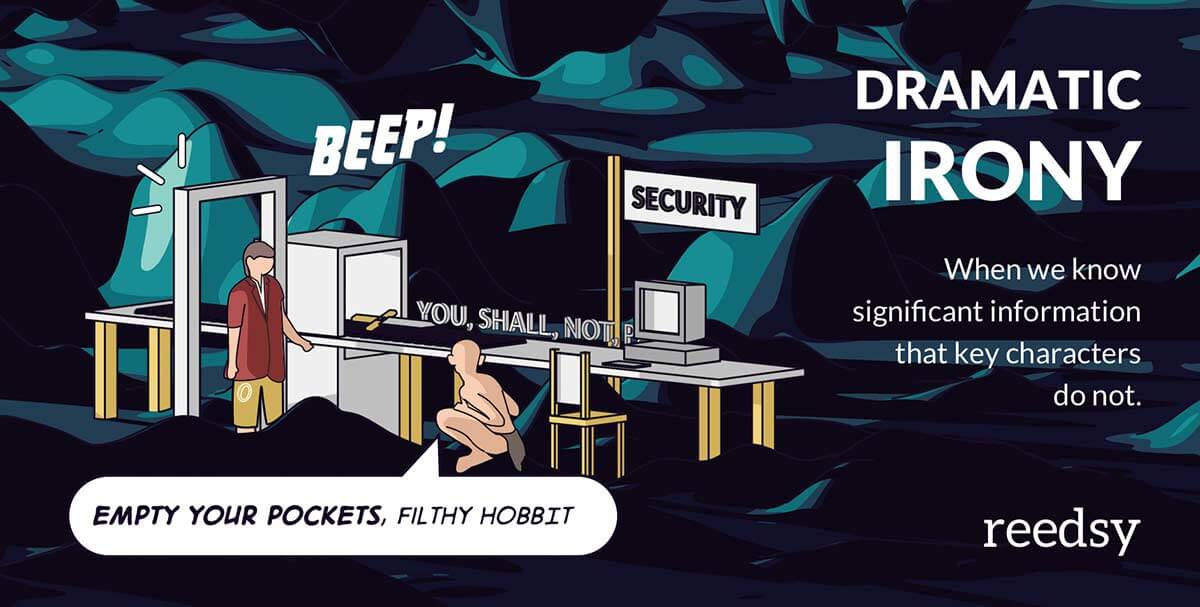 BEEP!
SECURITY
YOU, SHALL, NOT, P
EMPTY YOUR POCKETS, FILTHY HOBBIT
DRAMATIC
IRONY
When we know
significant information
that key characters
do not.
reedsy